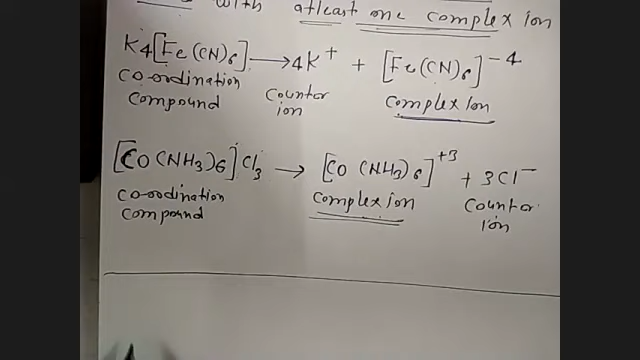 with atleast one complex ion
K4[Fe(CN)6] → 4K+ + [Fe(CN)6]-4
co-ordination compound
counter ion
complex ion
[CO(NH3)6]Cl3 → [CO(NH3)6]+3 + 3Cl-
co-ordination compound
complex ion
counter ion